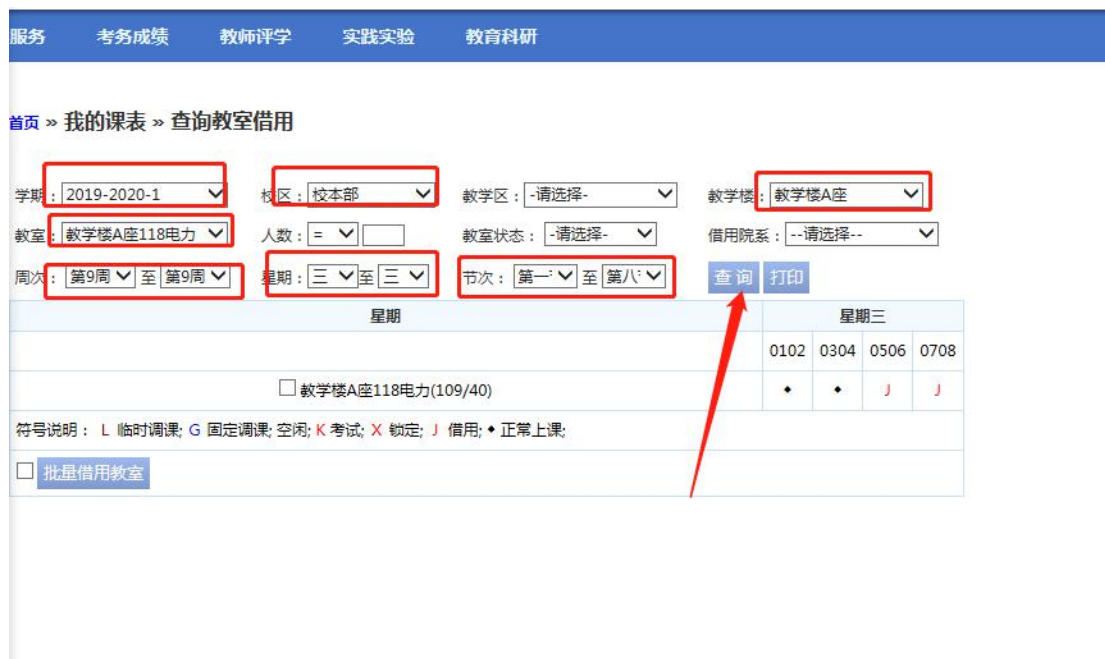 服务 考务成绩 教师评学 实践实验 教育科研
首页 » 我的课表 » 查询教室借用
学期：2019-2020-1 校区：校本部 教学区：-请选择- 教学楼：教学楼A座
教室：教学楼A座118电力 人数：= 教室状态：-请选择- 借用院系：--请选择--
周次：第9周 至 第9周 星期：三 至 三 节次：第一 至 第八 查询 打印
星期 星期三
0102 0304 0506 0708
教学楼A座118电力(109/40) ◆ ◆ J J
符号说明： L 临时调课; G 固定调课; 空闲; K 考试; X 锁定; J 借用; ◆ 正常上课;
批量借用教室